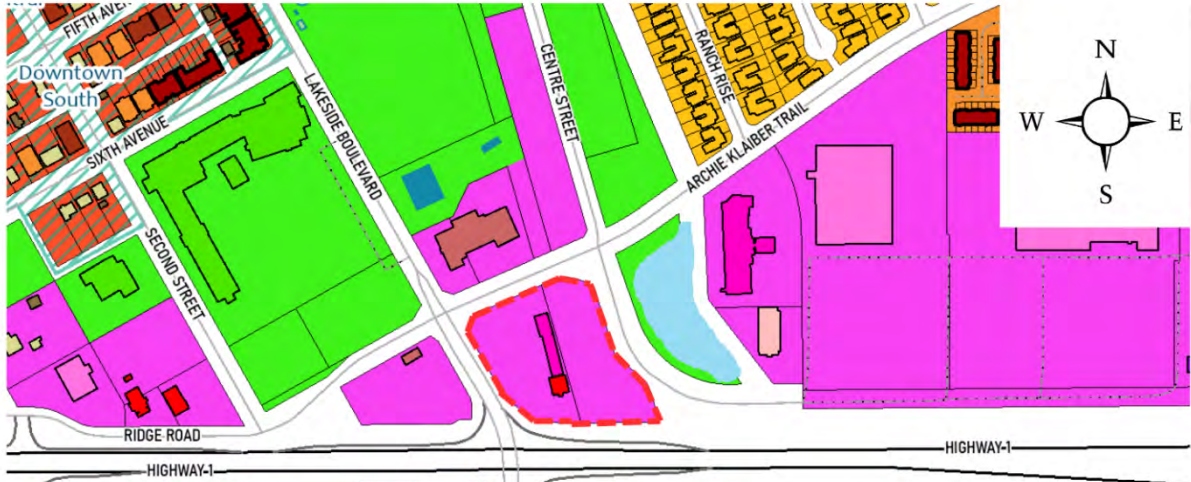 FIFTH AVEN
Downtown
South
SIXTH AVENUE
SECOND STREET
LAKESIDE BOULEVARD
CENTRE STREET
RANCH RISE
ARCHIE KLAIBER TRAIL
N
W E
S
RIDGE ROAD
HIGHWAY-1
HIGHWAY-1